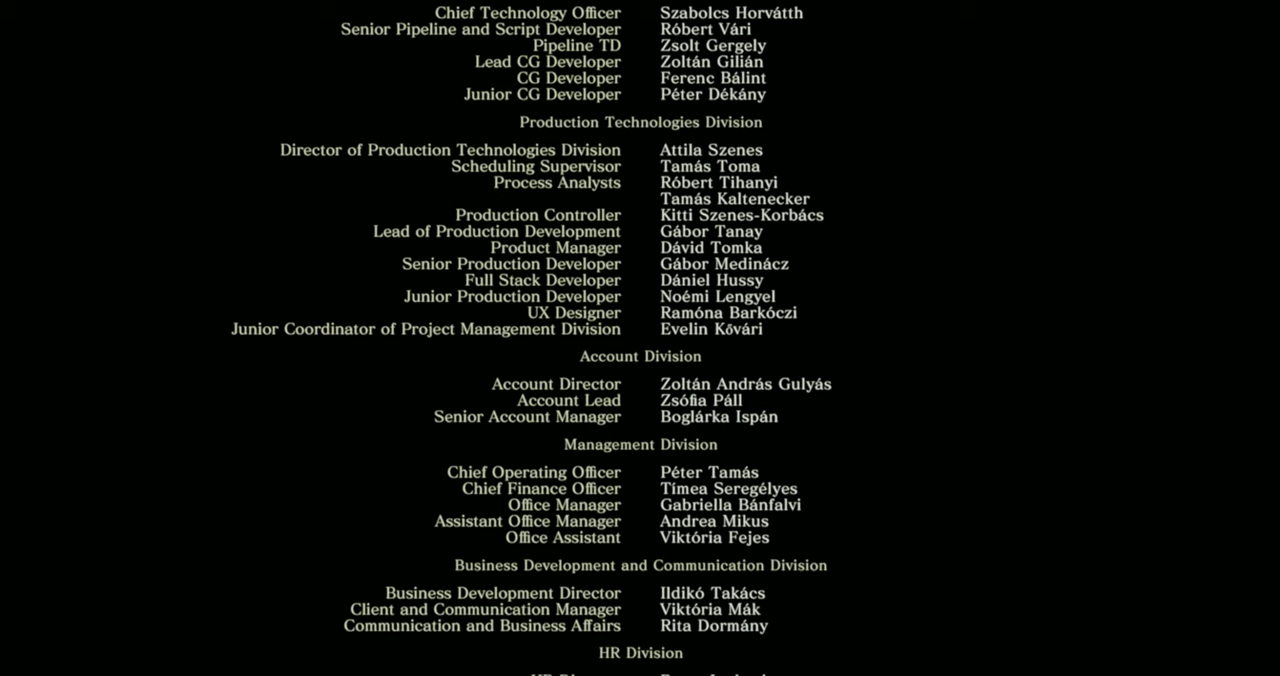 Chief Technology Officer Szabolcs Horvátth
Senior Pipeline and Script Developer Róbert Vári
Pipeline TD Zsolt Gergely
Lead CG Developer Zoltán Gilián
CG Developer Ferenc Bálint
Junior CG Developer Péter Dékány
Production Technologies Division
Director of Production Technologies Division Attila Szenes
Scheduling Supervisor Tamás Toma
Process Analysts Róbert Tihanyi
Tamás Kaltenecker
Production Controller Kitti Szenes-Korbács
Lead of Production Development Gábor Tanay
Product Manager Dávid Tomka
Senior Production Developer Gábor Medinácz
Full Stack Developer Dániel Hussy
Junior Production Developer Noémi Lengyel
UX Designer Ramóna Barkóczi
Junior Coordinator of Project Management Division Evelin Kővári
Account Division
Account Director Zoltán András Gulyás
Account Lead Zsófia Páll
Senior Account Manager Boglárka Ispán
Management Division
Chief Operating Officer Péter Tamás
Chief Finance Officer Tímea Seregélyes
Office Manager Gabriella Bánfalvi
Assistant Office Manager Andrea Mikus
Office Assistant Viktória Fejes
Business Development and Communication Division
Business Development Director Ildikó Takács
Client and Communication Manager Viktória Mák
Communication and Business Affairs Rita Dormány
HR Division